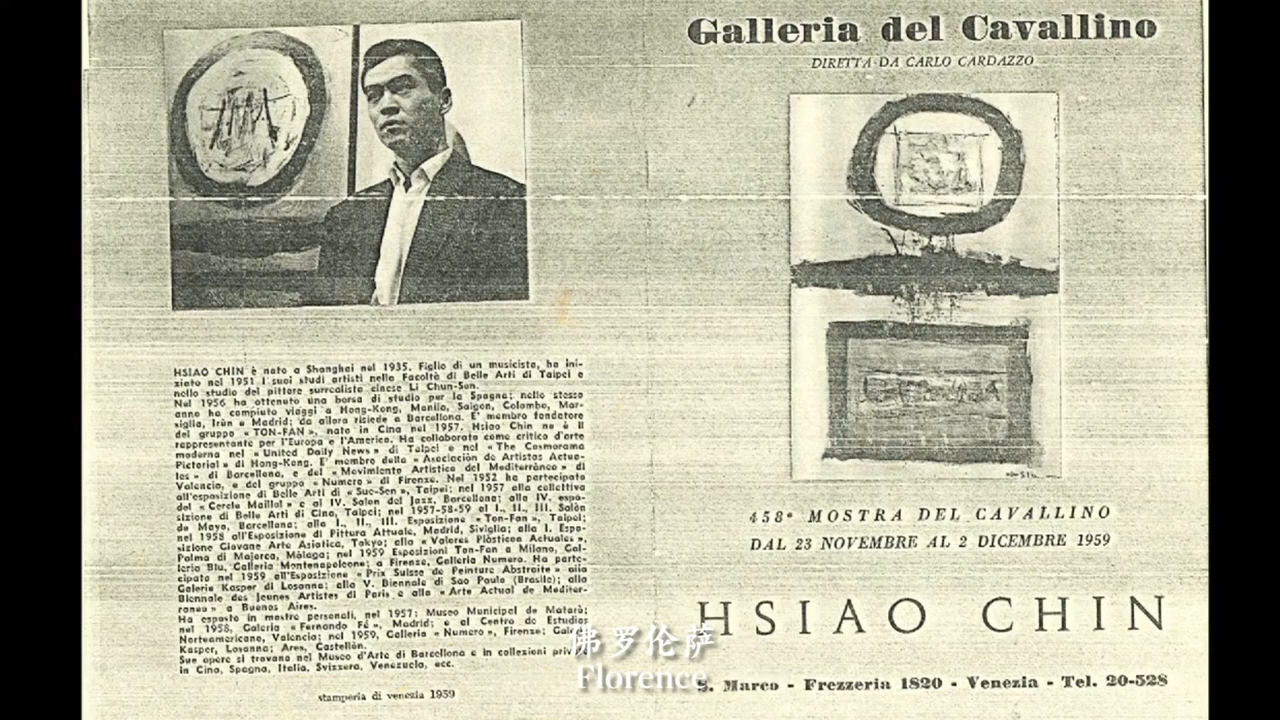 HSIAO CHIN è nato a Shanghai nel 1935. Figlio di un musicista, ha ini-
ziato nel 1951 i suoi studi artisti nella Facoltà di Belle Arti di Taipei e
nello studio del pittore surrealista cinese Li Chun-Sen.
Nel 1956 ha ottenuto una borsa di studio per la Spagna; nello stesso
anno ha compiuto viaggi a Hong-Kong, Manila, Saigon, Colombo, Mar-
siglia, Irùn e Madrid; da allora risiede a Barcellona. E' membro fondatore
del gruppo « TON-FAN », nato in Cina nel 1957. Hsiao Chin ne è il
rappresentante per l'Europa e l'America. Ha collaborato come critico d'arte
moderna nel « United Daily News » di Taipei e nel « The Cosmorama
Pictorial » di Hong-Kong. E' membro della « Asociaciòn de Artistas Actua-
les » di Barcellona, e del « Movimiento Artistico del Mediterràneo » di
Valencia, e del gruppo « Numero » di Firenze. Nel 1952 ha partecipato
all'esposizione di Belle Arti di « Sue-Sen », Taipei; nel 1957 alla collettiva
del « Cercle Maillol » e al IV. Salon del Jazz, Barcellona; alla IV. espo-
sizione di Belle Arti di Cina, Taipei; nel 1957-58-59 al I., II., III. Salòn
de Mayo, Barcellona; alla I., II., III. Esposizione « Ton-Fan », Taipei;
nel 1958 all'Esposizione di Pittura Attuale, Madrid, Siviglia; alla I. Espo-
sizione Giovane Arte Asiatica, Tokyo; alla « Valores Plàsticos Actuales »,
Palma di Majorca, Màlaga; nel 1959 Esposizioni Ton-Fan a Milano, Gal-
leria Blu, Galleria Montenapoleone; a Firenze, Galleria Numero. Ha parte-
cipato nel 1959 all'Esposizione « Prix Suisse de Peinture Abstraite » alla
Galerie Kasper di Losanna; alla V. Biennale di Sao Paulo (Brasile); alla
Biennale des Jeunes Artistes di Paris e alla « Arte Actual de Mediter-
raneo » a Buenos Aires.
Ha esposto in mostre personali, nel 1957: Museo Municipal de Matarò;
nel 1958, Galeria « Fernando Fé », Madrid; e al Centro de Estudios
Norteamericano, Valencia; nel 1959, Galleria « Numero », Firenze;
Kasper, Losanna; Ares, Castellòn.
Sue opere si trovano nel Museo d'Arte di Barcellona e in collezioni
in Cina, Spagna, Italia, Svizzera, Venezuela, ecc.
stamperia di venezia 1959
Galleria del Cavallino
DIRETTA DA CARLO CARDAZZO
458ª MOSTRA DEL CAVALLINO
DAL 23 NOVEMBRE AL 2 DICEMBRE 1959
HSIAO CHIN
S. Marco - Frezzeria 1820 - Venezia - Tel. 20-528
佛罗伦萨
Florence